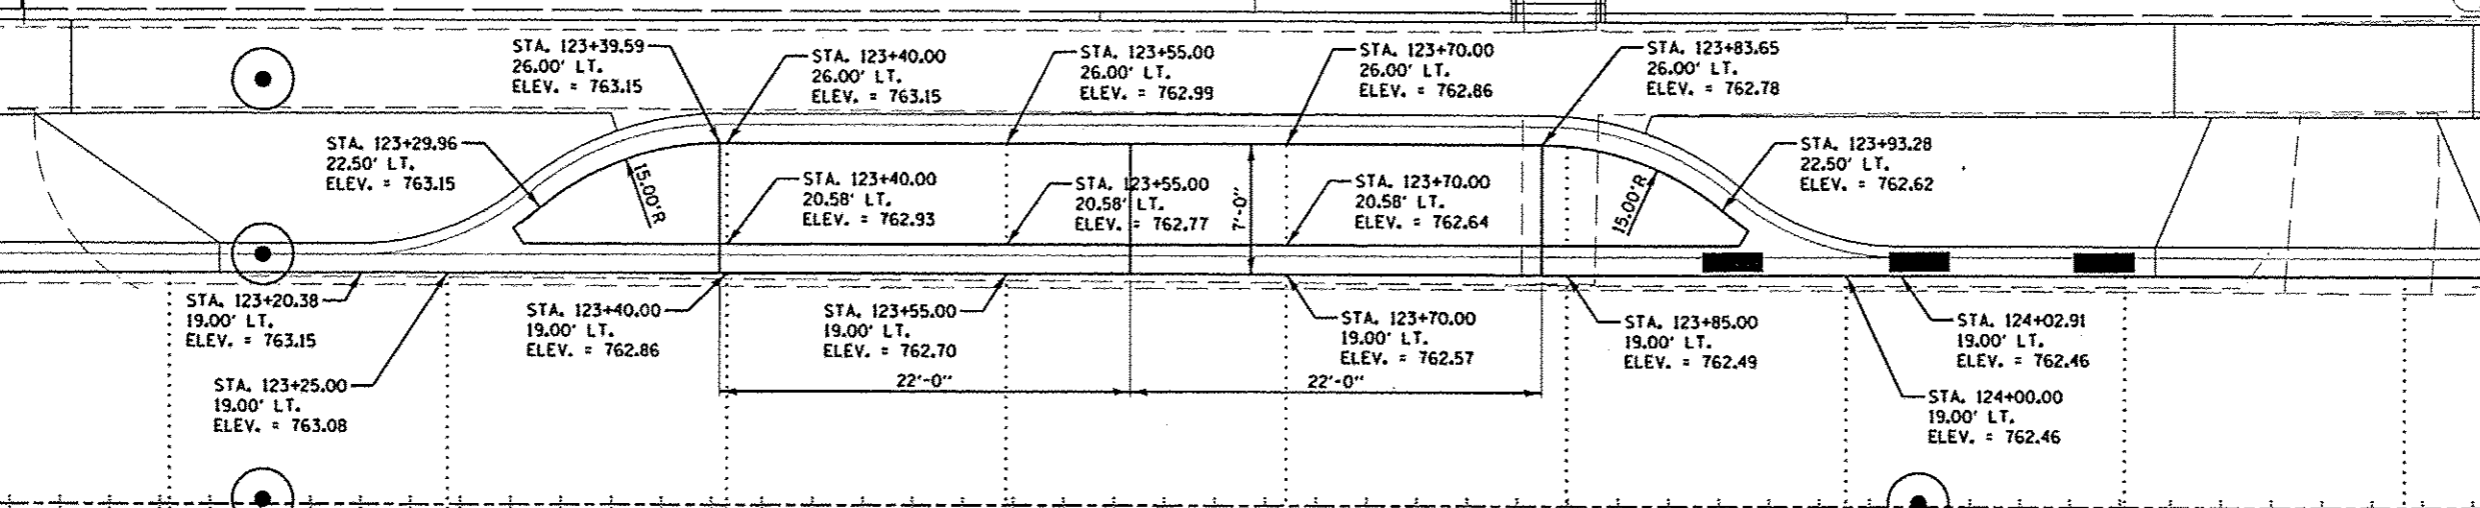 STA. 123+39.59
26.00' LT.
ELEV. = 763.15
STA. 123+40.00
26.00' LT.
ELEV. = 763.15
STA. 123+55.00
26.00' LT.
ELEV. = 762.99
STA. 123+70.00
26.00' LT.
ELEV. = 762.86
STA. 123+83.65
26.00' LT.
ELEV. = 762.78
STA. 123+29.96
22.50' LT.
ELEV. = 763.15
15.00'R
STA. 123+40.00
20.58' LT.
ELEV. = 762.93
STA. 123+55.00
20.58' LT.
ELEV. = 762.77
7'-0"
STA. 123+70.00
20.58' LT.
ELEV. = 762.64
15.00'R
STA. 123+93.28
22.50' LT.
ELEV. = 762.62
STA. 123+20.38
19.00' LT.
ELEV. = 763.15
STA. 123+25.00
19.00' LT.
ELEV. = 763.08
STA. 123+40.00
19.00' LT.
ELEV. = 762.86
STA. 123+55.00
19.00' LT.
ELEV. = 762.70
STA. 123+70.00
19.00' LT.
ELEV. = 762.57
STA. 123+85.00
19.00' LT.
ELEV. = 762.49
STA. 124+02.91
19.00' LT.
ELEV. = 762.46
STA. 124+00.00
19.00' LT.
ELEV. = 762.46
22'-0"
22'-0"